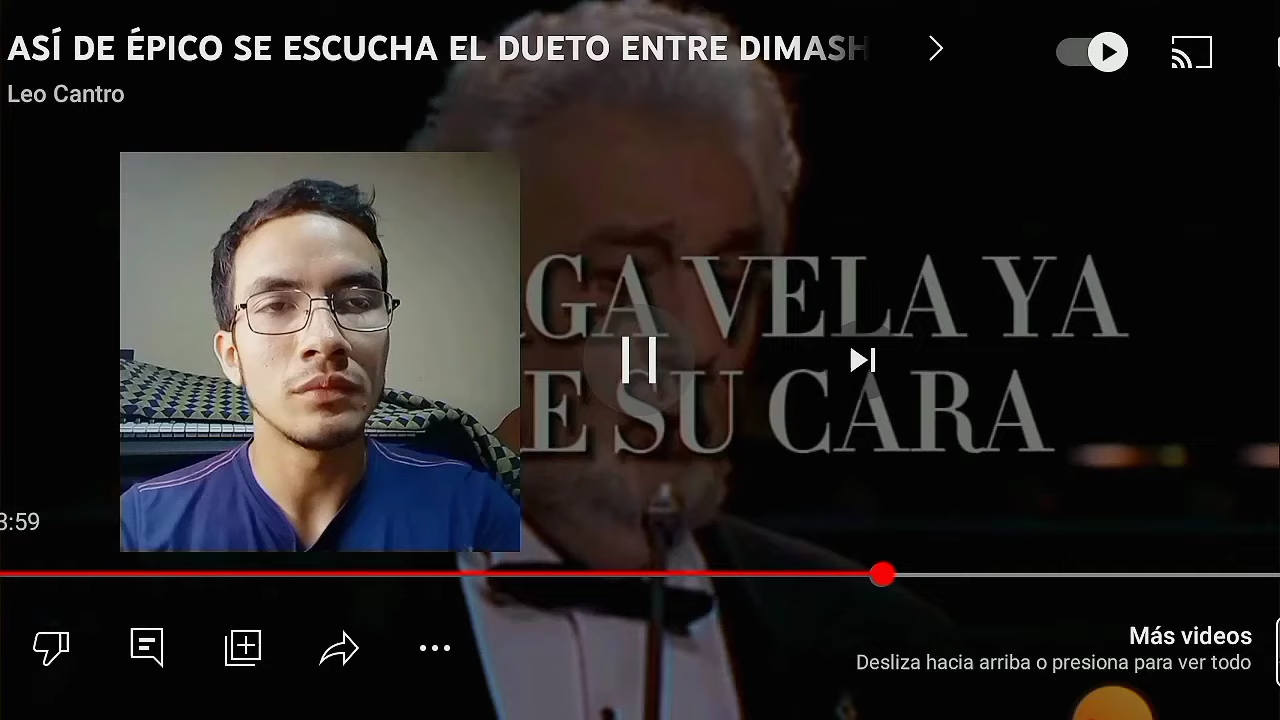 ASÍ DE ÉPICO SE ESCUCHA EL DUETO ENTRE DIMASH
Leo Cantro
GA VELA YA
E SU CARA
3:59
Más videos
Desliza hacia arriba o presiona para ver todo